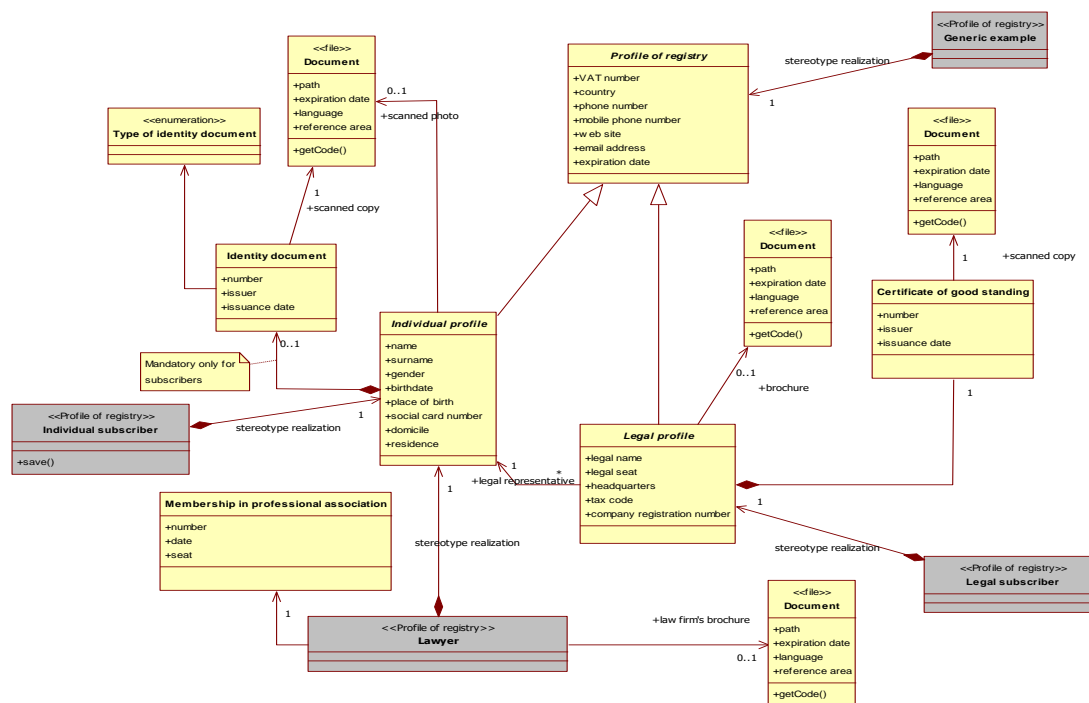 <<file>>
Document
+path
+expiration date
+language
+reference area
+getCode()
<<enumeration>>
Type of identity document
0..1
+scanned photo
1
+scanned copy
Identity document
+number
+issuer
+issuance date
0..1
Mandatory only for
subscribers
Profile of registry
+VAT number
+country
+phone number
+mobile phone number
+web site
+email address
+expiration date
<<Profile of registry>>
Generic example
stereotype realization
1
<<file>>
Document
+path
+expiration date
+language
+reference area
+getCode()
1
+scanned copy
Certificate of good standing
+number
+issuer
+issuance date
1
<<file>>
Document
+path
+expiration date
+language
+reference area
+getCode()
0..1
+brochure
Individual profile
+name
+surname
+gender
+birthdate
+place of birth
+social card number
+domicile
+residence
<<Profile of registry>>
Individual subscriber
+save()
1
stereotype realization
Legal profile
+legal name
+legal seat
+headquarters
+tax code
+company registration number
1
+legal representative
*
1
stereotype realization
<<Profile of registry>>
Legal subscriber
Membership in professional association
+number
+date
+seat
1
stereotype realization
1
<<Profile of registry>>
Lawyer
+law firm's brochure
0..1
<<file>>
Document
+path
+expiration date
+language
+reference area
+getCode()